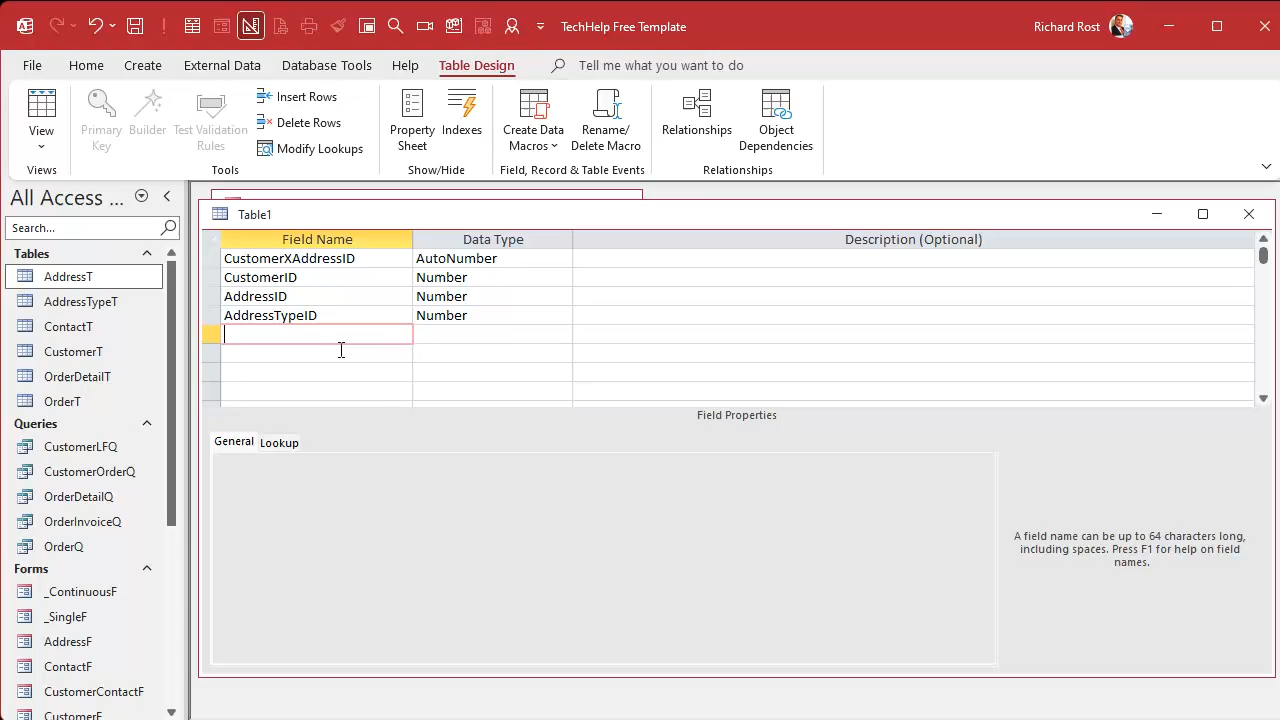 TechHelp Free Template
Richard Rost
File
Home
Create
External Data
Database Tools
Help
Table Design
Tell me what you want to do
View
Primary Key
Builder
Test Validation Rules
Insert Rows
Delete Rows
Modify Lookups
Property Sheet
Indexes
Create Data Macros
Rename/ Delete Macro
Relationships
Object Dependencies
Views
Tools
Show/Hide
Field, Record & Table Events
Relationships
All Access ...
Search...
Tables
AddressT
AddressTypeT
ContactT
CustomerT
OrderDetailT
OrderT
Queries
CustomerLFQ
CustomerOrderQ
OrderDetailQ
OrderInvoiceQ
OrderQ
Forms
_ContinuousF
_SingleF
AddressF
ContactF
CustomerContactF
CustomerF
Table1
Field Name Data Type Description (Optional)
CustomerXAddressID AutoNumber
CustomerID Number
AddressID Number
AddressTypeID Number
Field Properties
General Lookup
A field name can be up to 64 characters long,
including spaces. Press F1 for help on field
names.